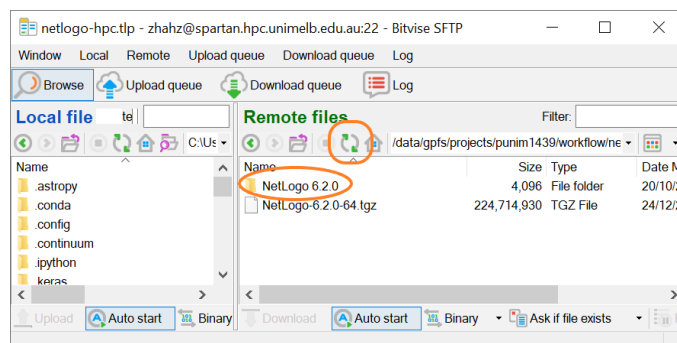 netlogo-hpc.tlp - zhahz@spartan.hpc.unimelb.edu.au:22 - Bitvise SFTP
Window Local Remote Upload queue Download queue Log
Browse Upload queue Download queue Log
Local file te Remote files Filter:
C:\Us /data/gpfs/projects/punim1439/workflow/ne
Name Name Size Type Date M
.astropy NetLogo 6.2.0 4,096 File folder 20/10/
.conda NetLogo-6.2.0-64.tgz 224,714,930 TGZ File 24/12/
.config
.continuum
.ipython
.keras
Upload Auto start Binary Download Auto start Binary Ask if file exists